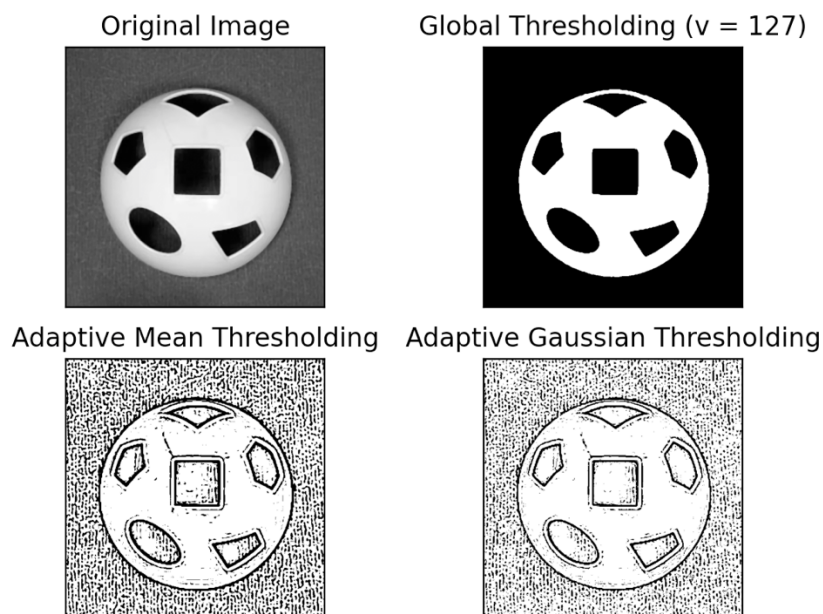 Original Image
Global Thresholding (v = 127)
Adaptive Mean Thresholding
Adaptive Gaussian Thresholding